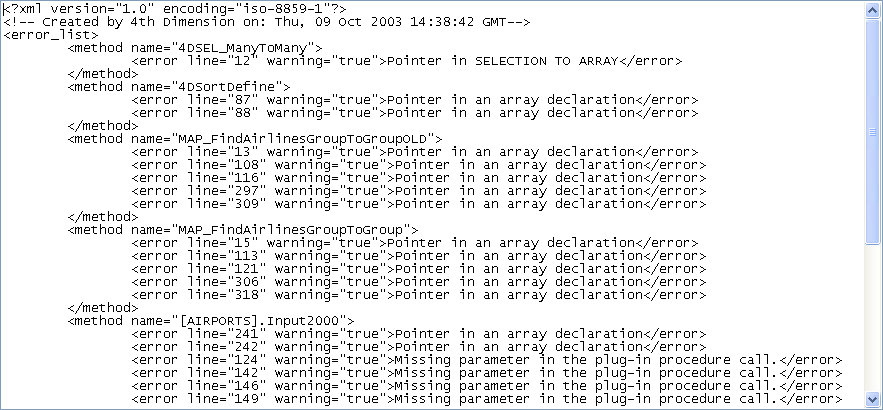 <?xml version="1.0" encoding="iso-8859-1"?>
<!-- Created by 4th Dimension on: Thu, 09 Oct 2003 14:38:42 GMT-->
<error_list>
<method name="4DSEL_ManyToMany">
<error line="12" warning="true">Pointer in SELECTION TO ARRAY</error>
</method>
<method name="4DSortDefine">
<error line="87" warning="true">Pointer in an array declaration</error>
<error line="88" warning="true">Pointer in an array declaration</error>
</method>
<method name="MAP_FindAirlinesGroupToGroupOLD">
<error line="13" warning="true">Pointer in an array declaration</error>
<error line="108" warning="true">Pointer in an array declaration</error>
<error line="116" warning="true">Pointer in an array declaration</error>
<error line="297" warning="true">Pointer in an array declaration</error>
<error line="309" warning="true">Pointer in an array declaration</error>
</method>
<method name="MAP_FindAirlinesGroupToGroup">
<error line="15" warning="true">Pointer in an array declaration</error>
<error line="113" warning="true">Pointer in an array declaration</error>
<error line="121" warning="true">Pointer in an array declaration</error>
<error line="306" warning="true">Pointer in an array declaration</error>
<error line="318" warning="true">Pointer in an array declaration</error>
</method>
<method name="[AIRPORTS].Input2000">
<error line="241" warning="true">Pointer in an array declaration</error>
<error line="242" warning="true">Pointer in an array declaration</error>
<error line="124" warning="true">Missing parameter in the plug-in procedure call.</error>
<error line="142" warning="true">Missing parameter in the plug-in procedure call.</error>
<error line="146" warning="true">Missing parameter in the plug-in procedure call.</error>
<error line="149" warning="true">Missing parameter in the plug-in procedure call.</error>